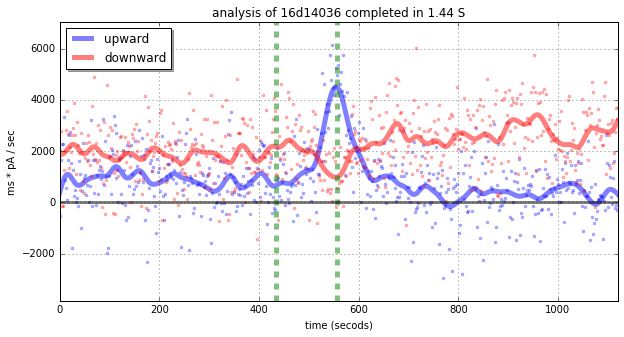 analysis of 16d14036 completed in 1.44 S
upward
downward
6000
4000
2000
0
−2000
ms * pA / sec
0 200 400 600 800 1000
time (secods)